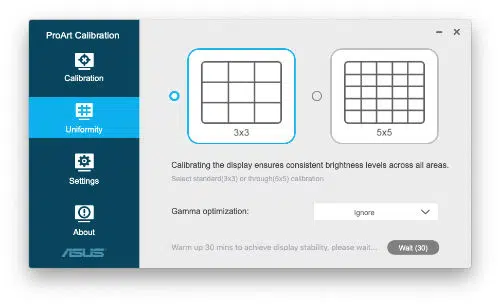 ProArt Calibration
Calibration
Uniformity
Settings
About
ASUS
3x3
5x5
Calibrating the display ensures consistent brightness levels across all areas.
Select standard(3x3) or through(5x5) calibration
Gamma optimization:
Ignore
Warm up 30 mins to achieve display stability, please wait...
Wait (30)